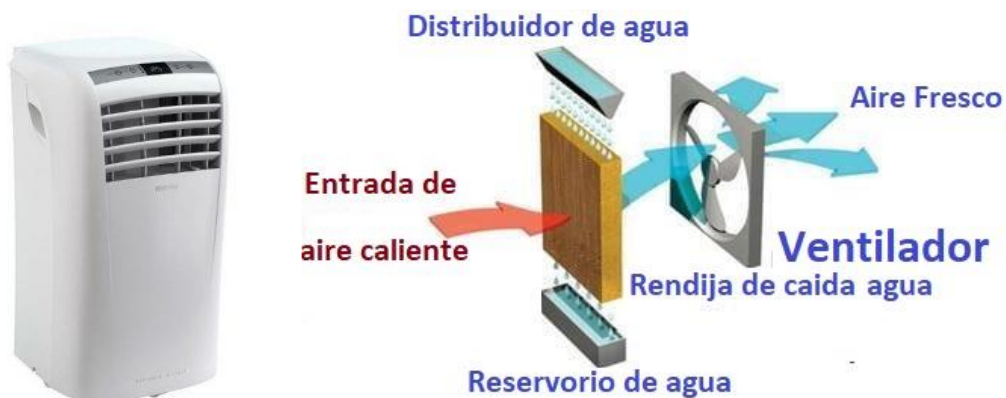 Distribuidor de agua
Aire Fresco
Entrada de
aire caliente
Ventilador
Rendija de caida agua
Reservorio de agua